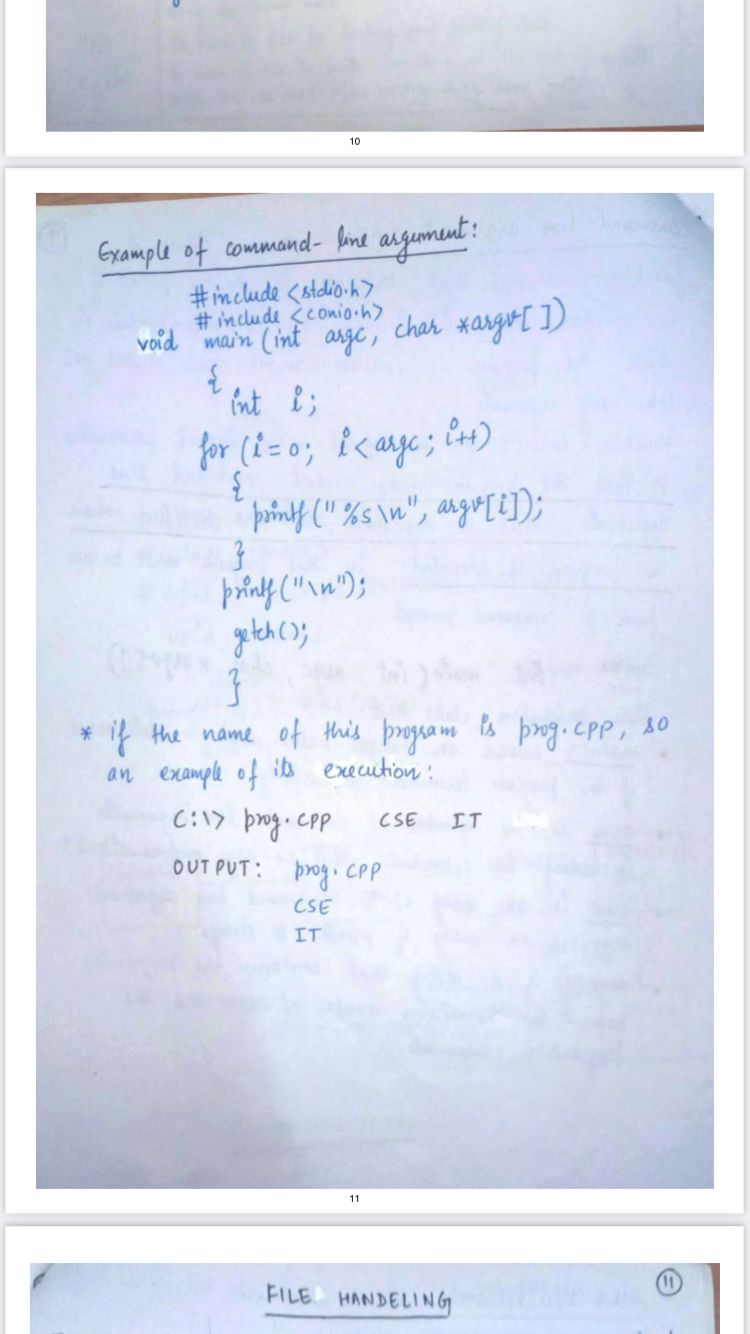 10
Example of command- line argument:
#include <stdio.h>
# include <conio.h>
void main (int argc, char *argv[ ])
{
int i;
for (i=0; i< argc; i++)
{
printf(" %s\n", argv[i]);
}
printf("\n");
getch();
}
* if the name of this program is prog.CPP, so
an example of its execution:
C:\> prog.CPP CSE IT
OUTPUT: prog.CPP
CSE
IT
11
11
FILE HANDELING